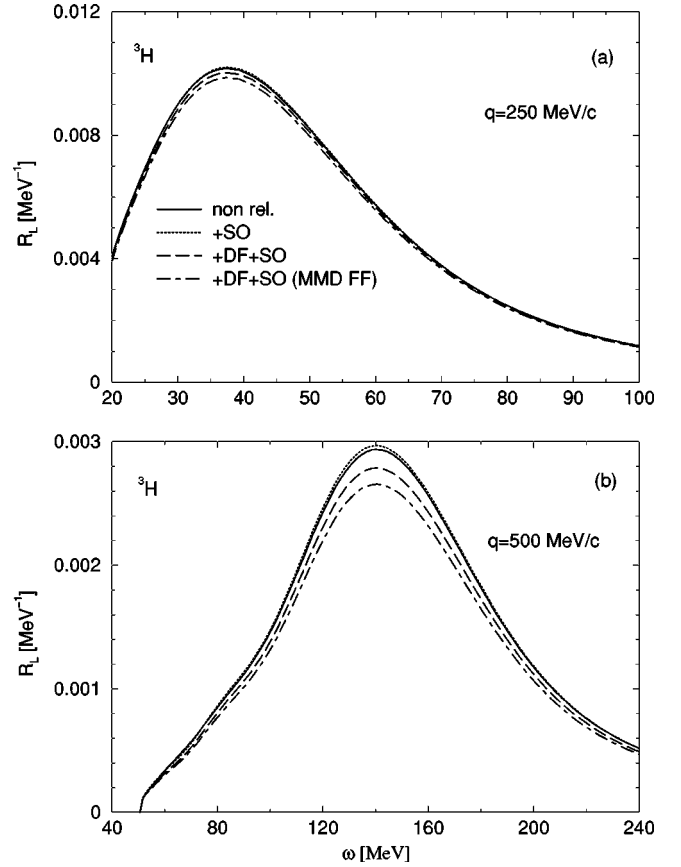 0.012
³H
(a)
q=250 MeV/c
0.008
R_L [MeV⁻¹]
non rel.
+SO
+DF+SO
+DF+SO (MMD FF)
0.004
0
20 30 40 50 60 70 80 90 100
0.003
³H
(b)
q=500 MeV/c
0.002
R_L [MeV⁻¹]
0.001
0
40 80 120 160 200 240
ω [MeV]